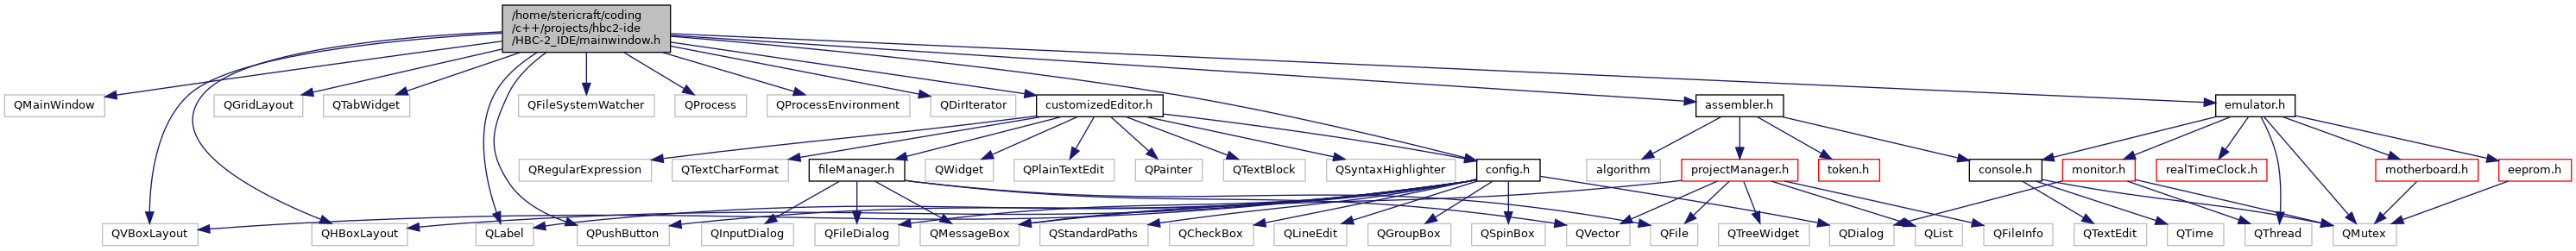 /home/stericraft/coding
/c++/projects/hbc2-ide
/HBC-2_IDE/mainwindow.h
QMainWindow
QGridLayout
QTabWidget
QFileSystemWatcher
QProcess
QProcessEnvironment
QDirIterator
customizedEditor.h
assembler.h
emulator.h
QRegularExpression
QTextCharFormat
fileManager.h
QWidget
QPlainTextEdit
QPainter
QTextBlock
QSyntaxHighlighter
config.h
algorithm
projectManager.h
token.h
console.h
monitor.h
realTimeClock.h
motherboard.h
eeprom.h
QVBoxLayout
QHBoxLayout
QLabel
QPushButton
QInputDialog
QFileDialog
QMessageBox
QStandardPaths
QCheckBox
QLineEdit
QGroupBox
QSpinBox
QVector
QFile
QTreeWidget
QDialog
QList
QFileInfo
QTextEdit
QTime
QThread
QMutex